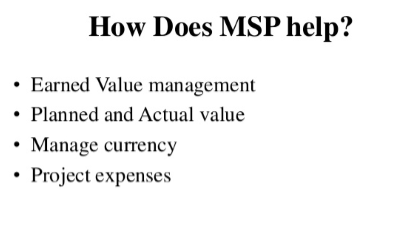 How Does MSP help?
• Earned Value management
• Planned and Actual value
• Manage currency
• Project expenses